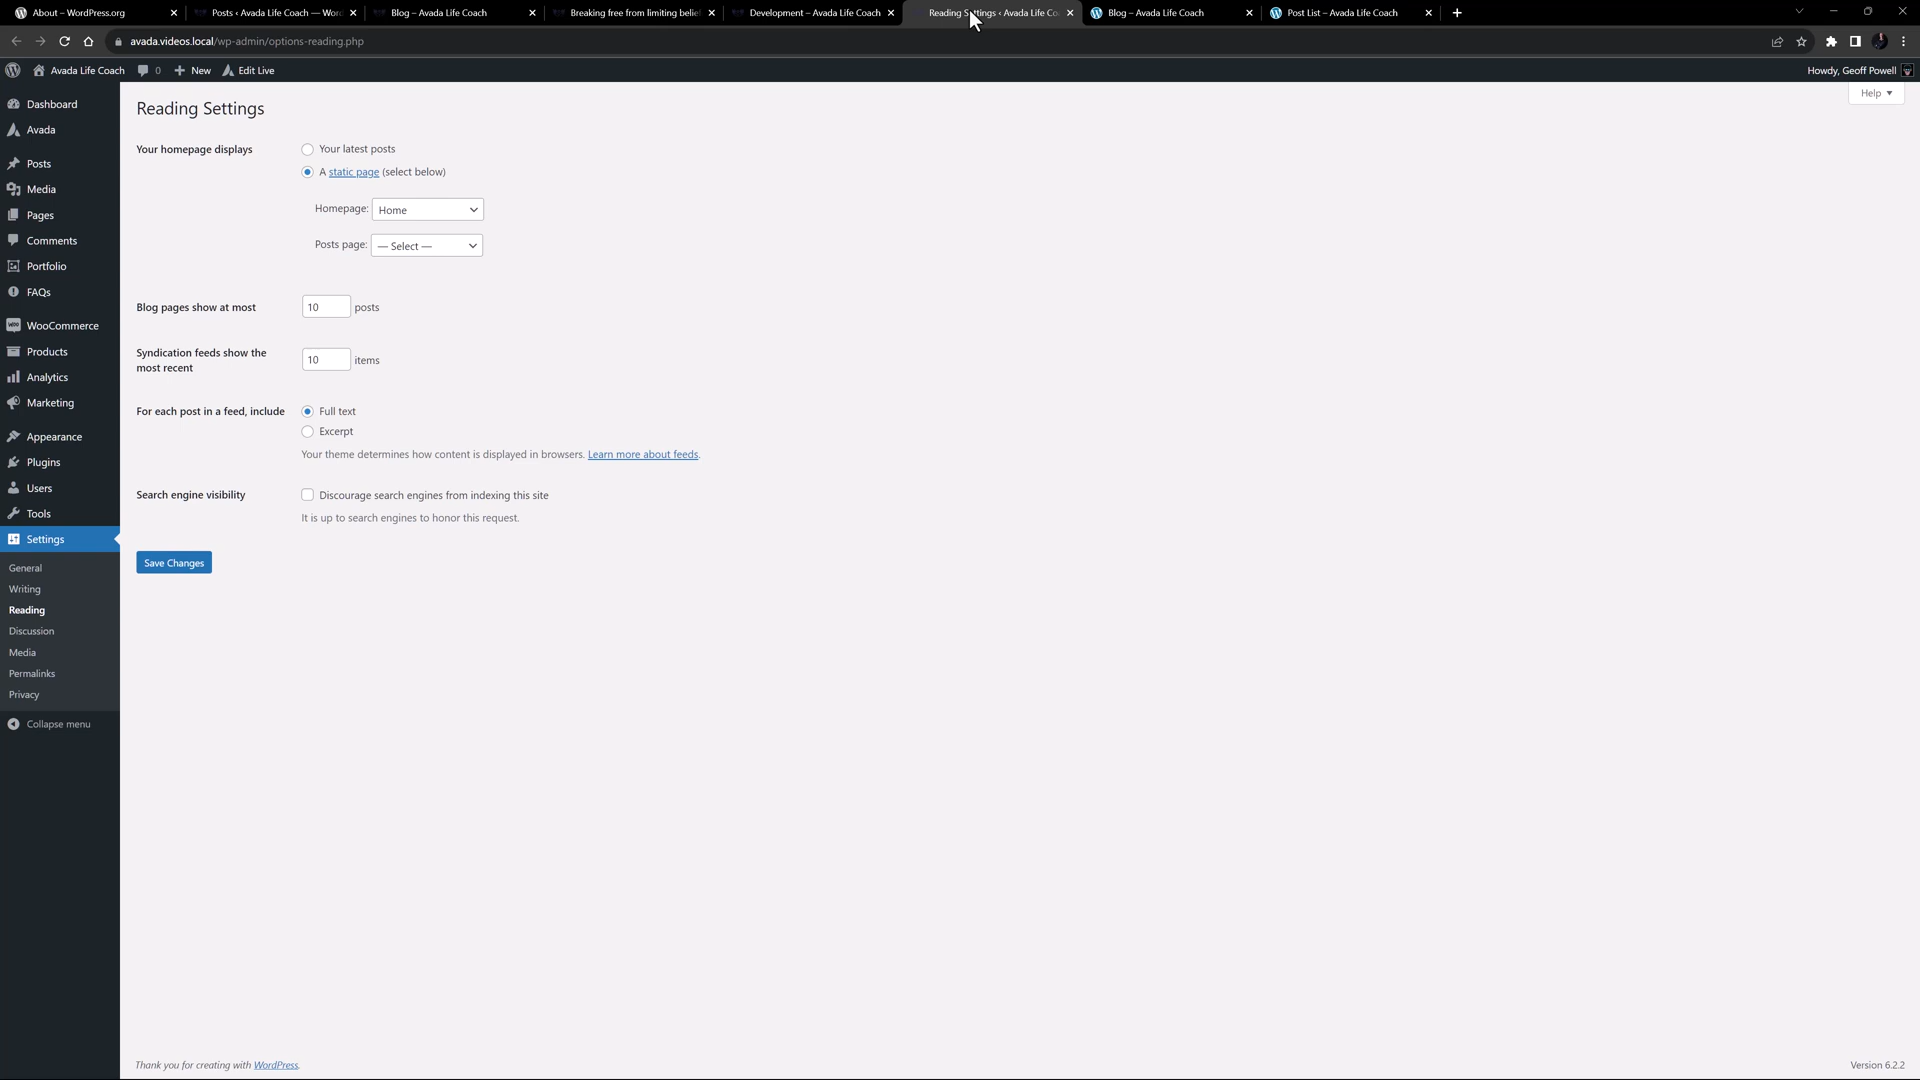 About – WordPress.org
Posts ‹ Avada Life Coach — Word
Blog – Avada Life Coach
Breaking free from limiting belie
Development – Avada Life Coach
Reading Settings ‹ Avada Life Co
Blog – Avada Life Coach
Post List – Avada Life Coach
avada.videos.local/wp-admin/options-reading.php
Avada Life Coach
0
New
Edit Live
Howdy, Geoff Powell
Help
Dashboard
Avada
Posts
Media
Pages
Comments
Portfolio
FAQs
WooCommerce
Products
Analytics
Marketing
Appearance
Plugins
Users
Tools
Settings
General
Writing
Reading
Discussion
Media
Permalinks
Privacy
Collapse menu
Reading Settings
Your homepage displays
Your latest posts
A static page (select below)
Homepage: Home
Posts page: — Select —
Blog pages show at most
10 posts
Syndication feeds show the
most recent
10 items
For each post in a feed, include
Full text
Excerpt
Your theme determines how content is displayed in browsers. Learn more about feeds.
Search engine visibility
Discourage search engines from indexing this site
It is up to search engines to honor this request.
Save Changes
Thank you for creating with WordPress.
Version 6.2.2